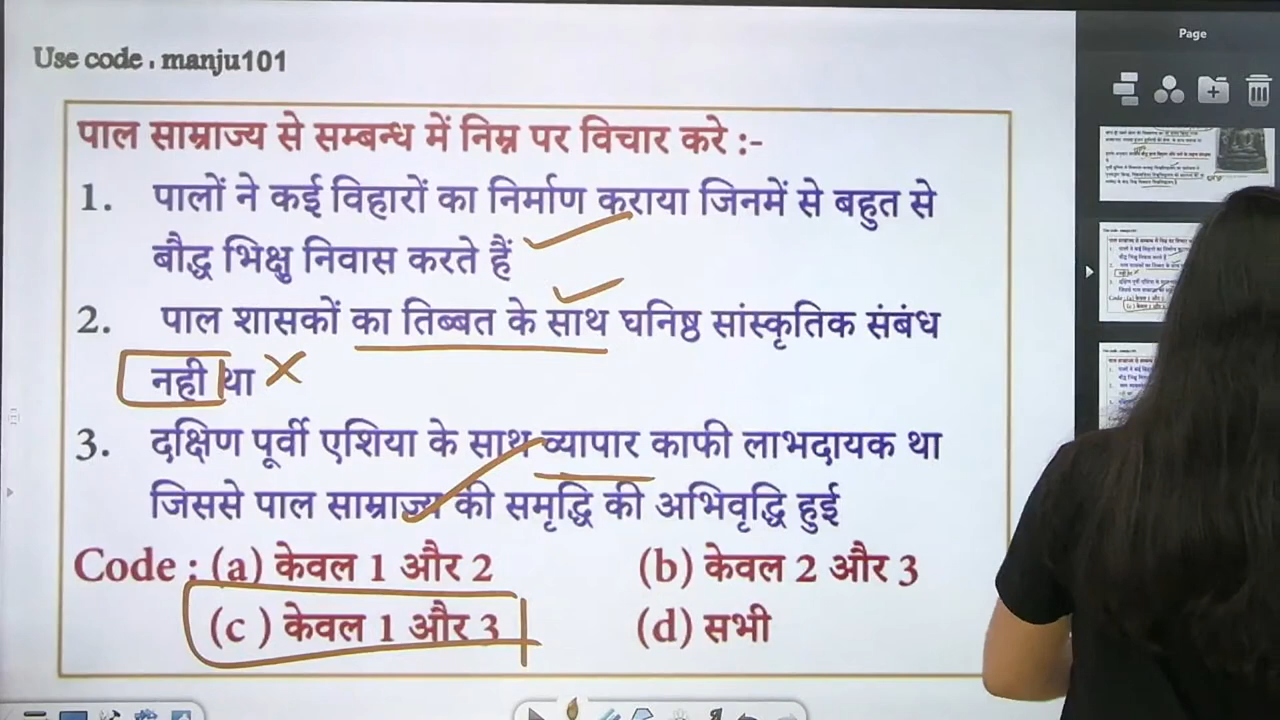 Page
Use code . manju101
पाल साम्राज्य से सम्बन्ध में निम्न पर विचार करे :-
1. पालों ने कई विहारों का निर्माण कराया जिनमें से बहुत से
बौद्ध भिक्षु निवास करते हैं
2. पाल शासकों का तिब्बत के साथ घनिष्ठ सांस्कृतिक संबंध
नही था
3. दक्षिण पूर्वी एशिया के साथ व्यापार काफी लाभदायक था
जिससे पाल साम्राज्य की समृद्धि की अभिवृद्धि हुई
Code : (a) केवल 1 और 2 (b) केवल 2 और 3
(c ) केवल 1 और 3 (d) सभी